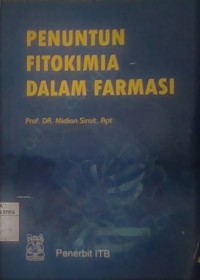 PENUNTUN
FITOKIMIA
DALAM FARMASI
Prof. DR. Midian Sirait, Apt
Penerbit ITB